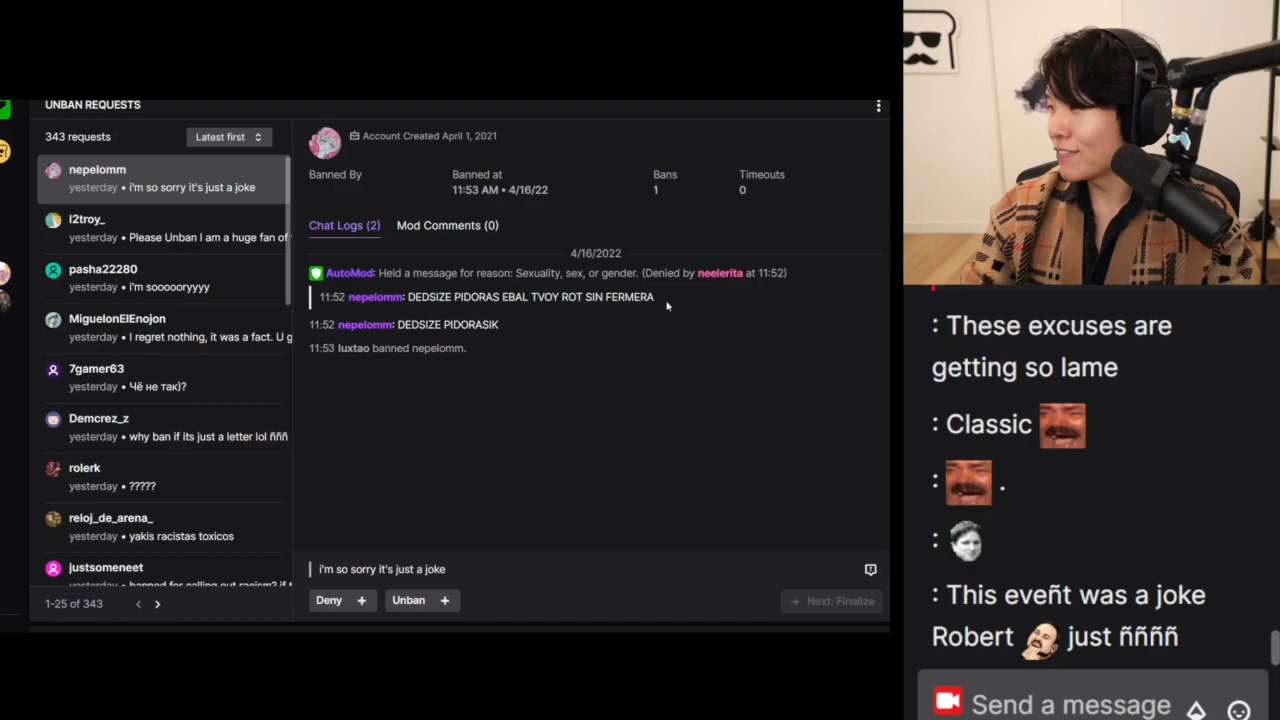 UNBAN REQUESTS
343 requests
Latest first
nepelomm
yesterday • i'm so sorry it's just a joke
l2troy_
yesterday • Please Unban I am a huge fan of
pasha22280
yesterday • i'm soooooryyyy
MiguelonElEnojon
yesterday • I regret nothing, it was a fact. U g
7gamer63
yesterday • Чё не так)?
Demcrez_z
yesterday • why ban if its just a letter lol ñññ
rolerk
yesterday • ?????
reloj_de_arena_
yesterday • yakis racistas toxicos
justsomeneet
yesterday • banned for calling out racism? if t
1-25 of 343
Account Created April 1, 2021
Banned By
Banned at
Bans
Timeouts
11:53 AM • 4/16/22
1
0
Chat Logs (2)
Mod Comments (0)
4/16/2022
AutoMod: Held a message for reason: Sexuality, sex, or gender. (Denied by neelerita at 11:52)
11:52 nepelomm: DEDSIZE PIDORAS EBAL TVOY ROT SIN FERMERA
11:52 nepelomm: DEDSIZE PIDORASIK
11:53 luxtao banned nepelomm.
i'm so sorry it's just a joke
Deny +
Unban +
→ Next: Finalize
: These excuses are
getting so lame
: Classic
:
: .
:
: This eveñt was a joke
Robert just ññññ
Send a message